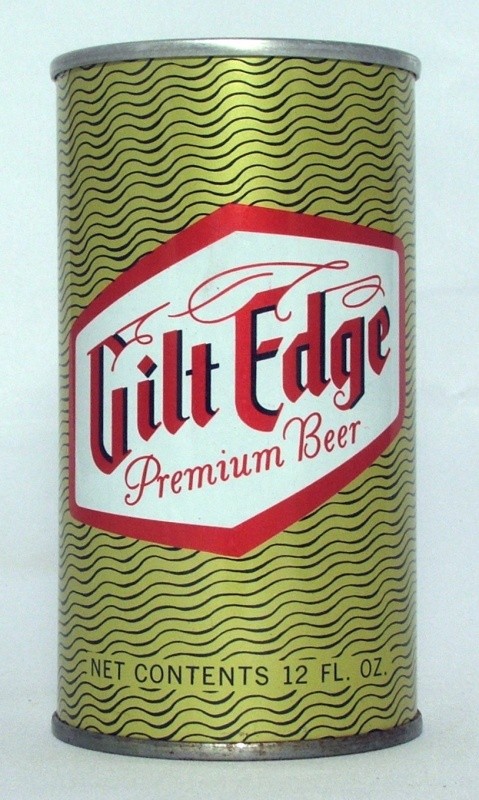 Gilt Edge
Premium Beer
NET CONTENTS 12 FL. OZ.